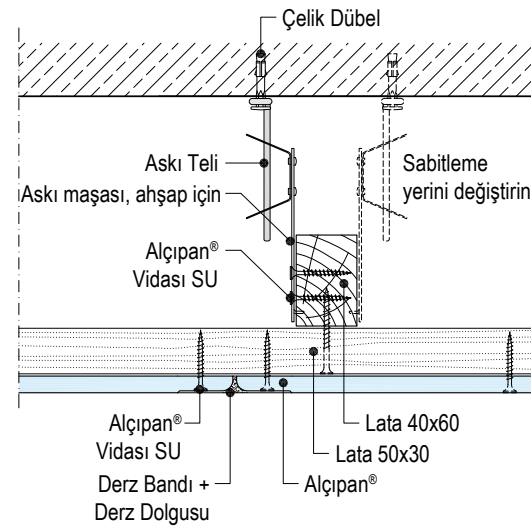 Çelik Dübel
Askı Teli
Askı maşası, ahşap için
Sabitleme
yerini değiştirin
Alçıpan®
Vidası SU
Alçıpan®
Vidası SU
Derz Bandı +
Derz Dolgusu
Lata 40x60
Lata 50x30
Alçıpan®